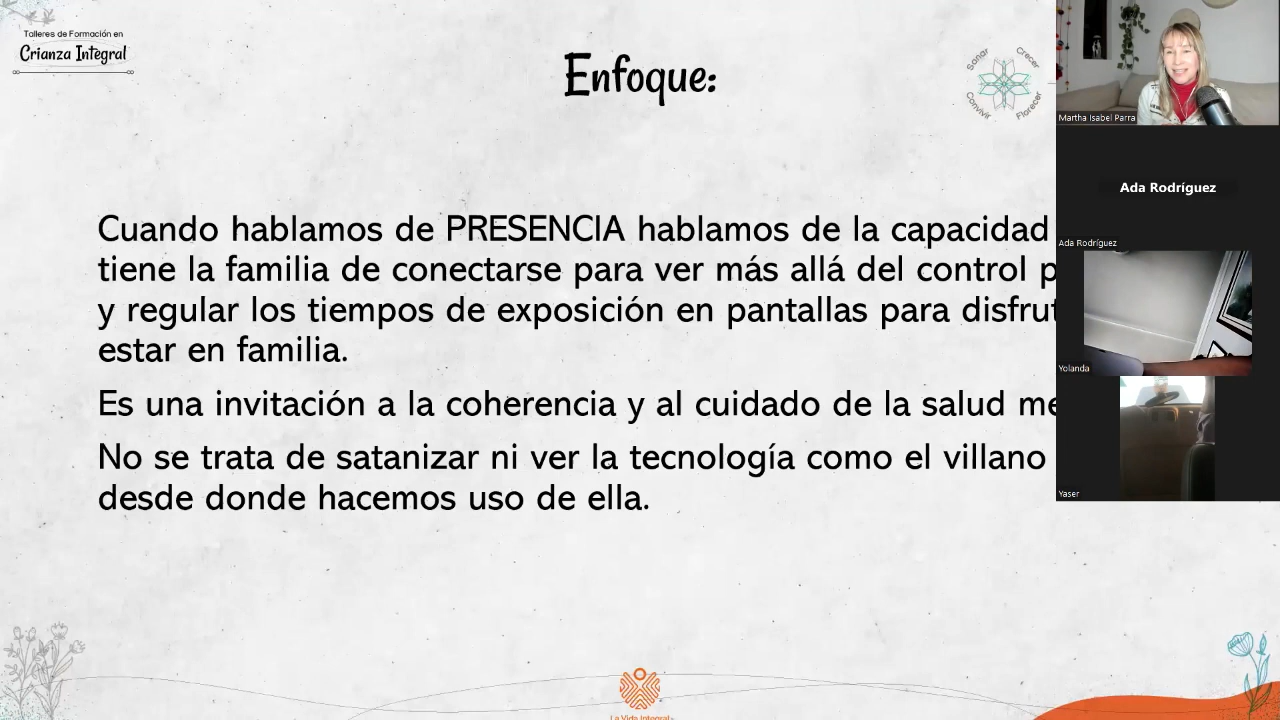 Talleres de Formación en
Crianza Integral
Enfoque:
Sanar
Crecer
Convivir
Florecer
Cuando hablamos de PRESENCIA hablamos de la capacidad
tiene la familia de conectarse para ver más allá del control
y regular los tiempos de exposición en pantallas para
estar en familia.
Es una invitación a la coherencia y al cuidado de la salud
No se trata de satanizar ni ver la tecnología como el villano
desde donde hacemos uso de ella.
La Vida Integral
Martha Isabel Parra
Ada Rodríguez
Ada Rodríguez
Yolanda
Yaser